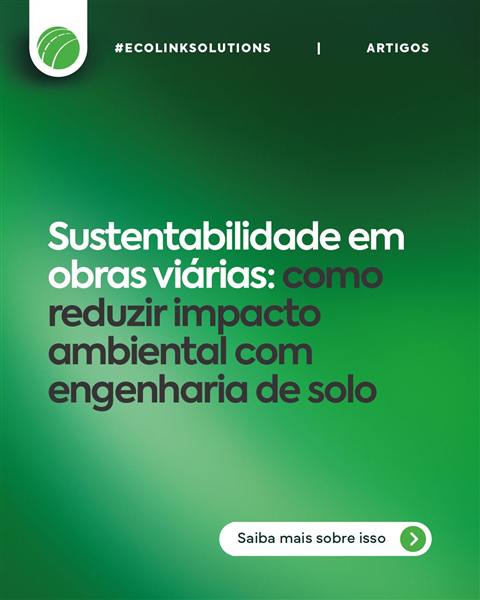 #ECOLINKSOLUTIONS | ARTIGOS
Sustentabilidade em
obras viárias: como
reduzir impacto
ambiental com
engenharia de solo
Saiba mais sobre isso